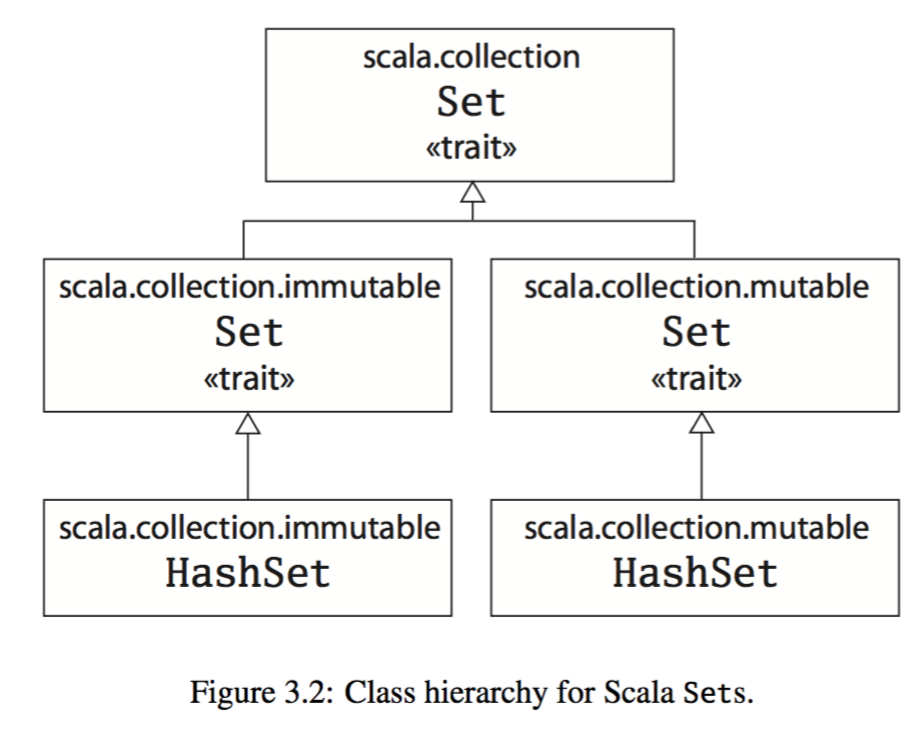 scala.collection
Set
«trait»
scala.collection.immutable
Set
«trait»
scala.collection.mutable
Set
«trait»
scala.collection.immutable
HashSet
scala.collection.mutable
HashSet
Figure 3.2: Class hierarchy for Scala Sets.